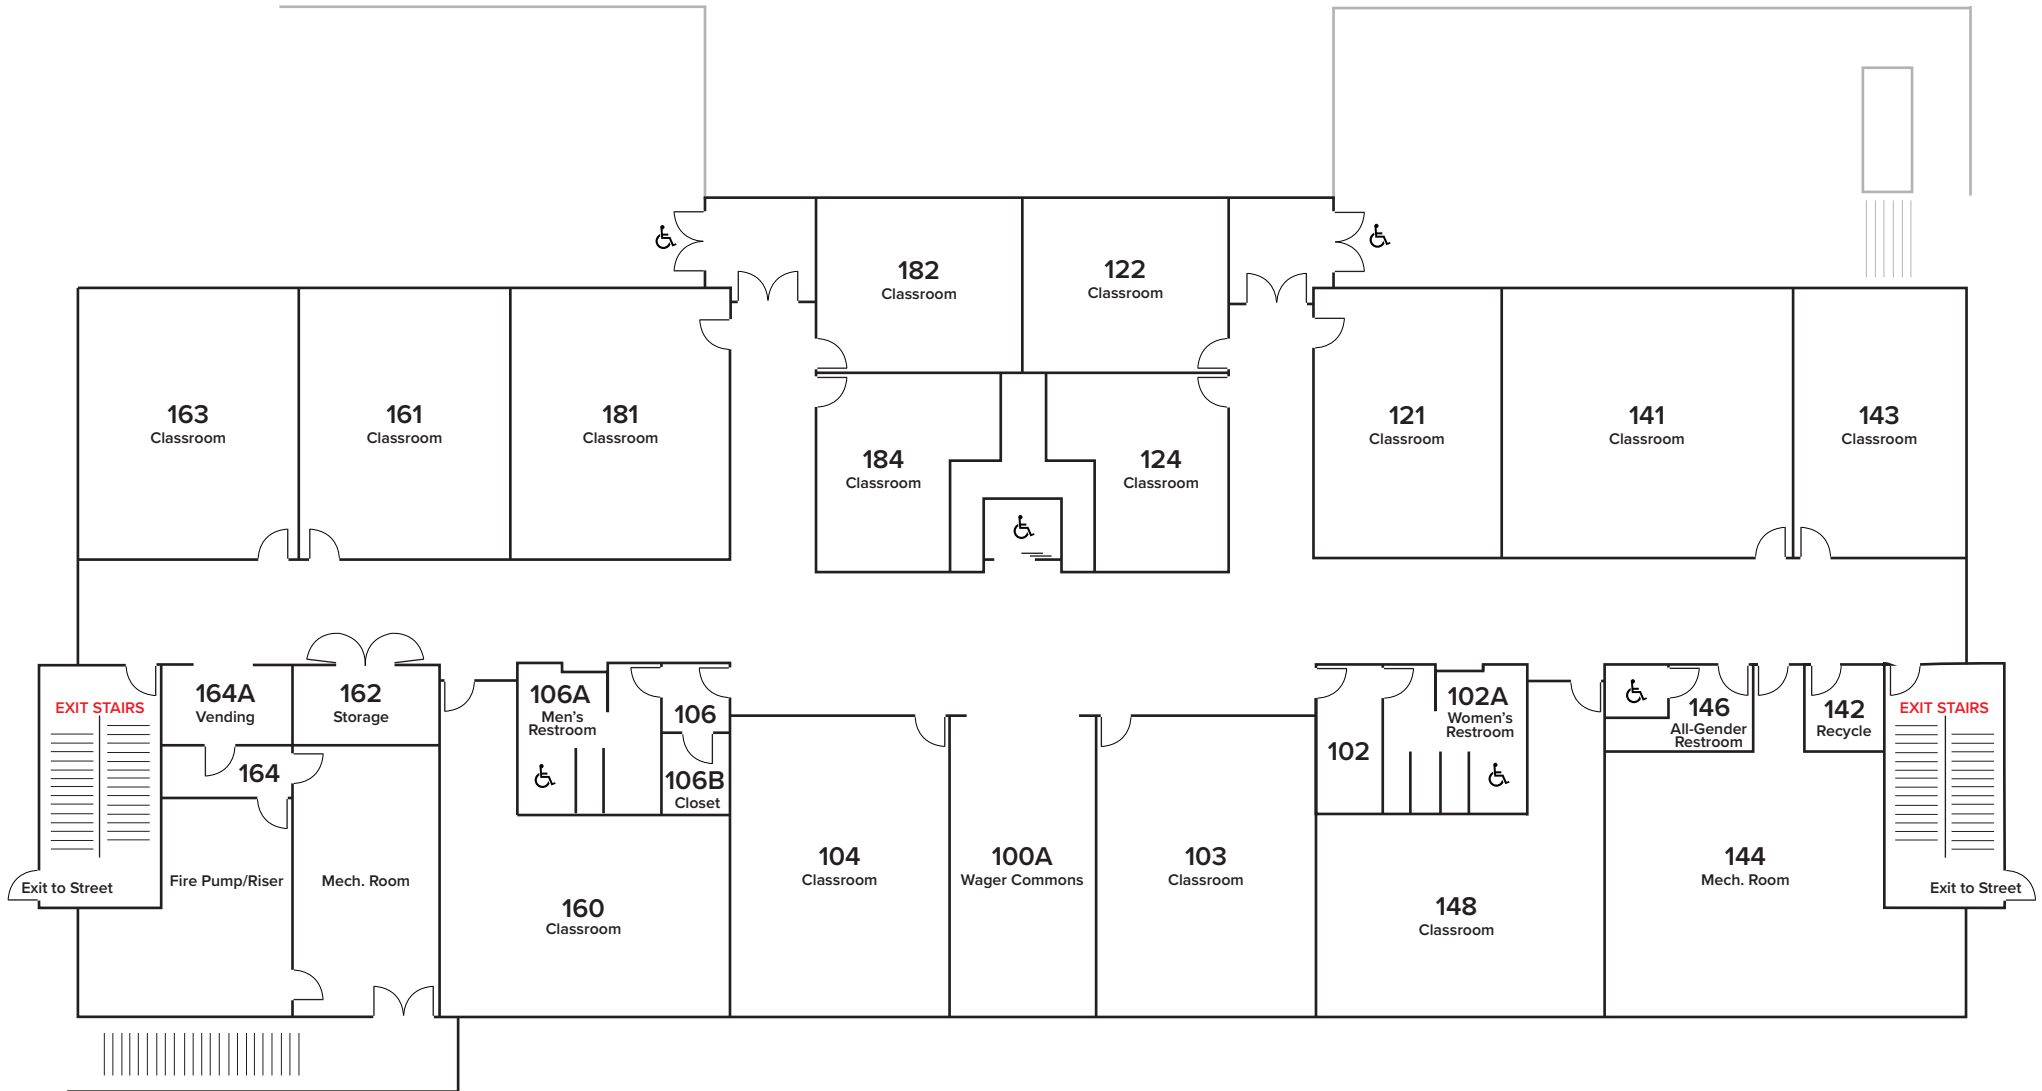 182
Classroom
122
Classroom
163
Classroom
161
Classroom
181
Classroom
184
Classroom
124
Classroom
121
Classroom
141
Classroom
143
Classroom
EXIT STAIRS
164A
Vending
162
Storage
106A
Men's
Restroom
106
102A
Women's
Restroom
102
146
All-Gender
Restroom
142
Recycle
EXIT STAIRS
164
106B
Closet
Exit to Street
Fire Pump/Riser
Mech. Room
160
Classroom
104
Classroom
100A
Wager Commons
103
Classroom
148
Classroom
144
Mech. Room
Exit to Street